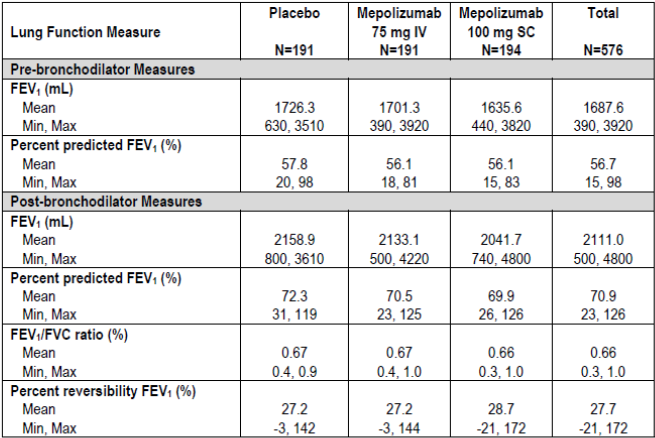 Lung Function Measure Placebo N=191 Mepolizumab 75 mg IV N=191 Mepolizumab 100 mg SC N=194 Total N=576
Pre-bronchodilator Measures
FEV₁ (mL)
Mean 1726.3 1701.3 1635.6 1687.6
Min, Max 630, 3510 390, 3920 440, 3820 390, 3920
Percent predicted FEV₁ (%)
Mean 57.8 56.1 56.1 56.7
Min, Max 20, 98 18, 81 15, 83 15, 98
Post-bronchodilator Measures
FEV₁ (mL)
Mean 2158.9 2133.1 2041.7 2111.0
Min, Max 800, 3610 500, 4220 740, 4800 500, 4800
Percent predicted FEV₁ (%)
Mean 72.3 70.5 69.9 70.9
Min, Max 31, 119 23, 125 26, 126 23, 126
FEV₁/FVC ratio (%)
Mean 0.67 0.67 0.66 0.66
Min, Max 0.4, 0.9 0.4, 1.0 0.3, 1.0 0.3, 1.0
Percent reversibility FEV₁ (%)
Mean 27.2 27.2 28.7 27.7
Min, Max -3, 142 -3, 144 -21, 172 -21, 172